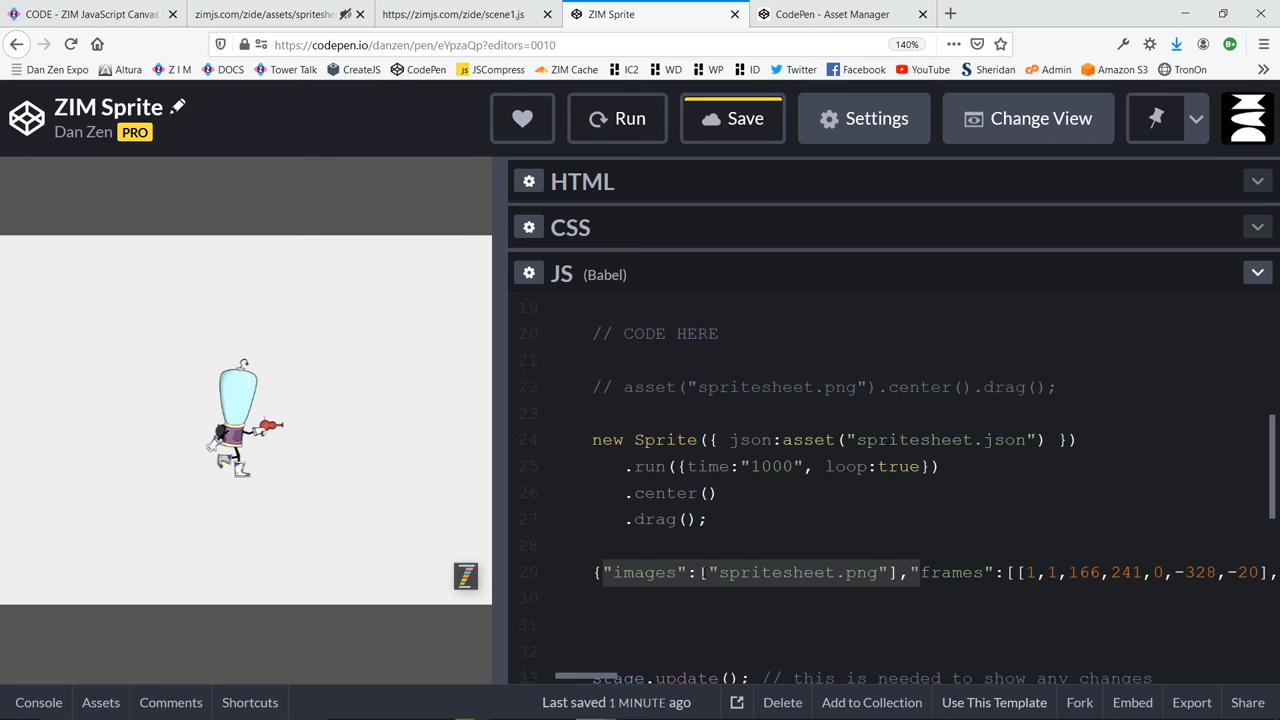 CODE - ZIM JavaScript Canvas
zimjs.com/zide/assets/spriteshe
https://zimjs.com/zide/scene1.js
ZIM Sprite
CodePen - Asset Manager
https://codepen.io/danzen/pen/eYpzaQp?editors=0010
140%
Dan Zen Expo
Altura
Z I M
DOCS
Tower Talk
CreateJS
CodePen
JSCompress
ZIM Cache
IC2
WD
WP
ID
Twitter
Facebook
YouTube
Sheridan
Admin
Amazon S3
TronOn
ZIM Sprite
Dan Zen PRO
Run
Save
Settings
Change View
HTML
CSS
JS (Babel)
19
20 // CODE HERE
21
22 // asset("spritesheet.png").center().drag();
23
24 new Sprite({ json:asset("spritesheet.json") })
25 .run({time:"1000", loop:true})
26 .center()
27 .drag();
28
29 {"images":["spritesheet.png"],"frames":[[1,1,166,241,0,-328,-20],
30
31
32
33 stage.update(); // this is needed to show any changes
Console
Assets
Comments
Shortcuts
Last saved 1 MINUTE ago
Delete
Add to Collection
Use This Template
Fork
Embed
Export
Share